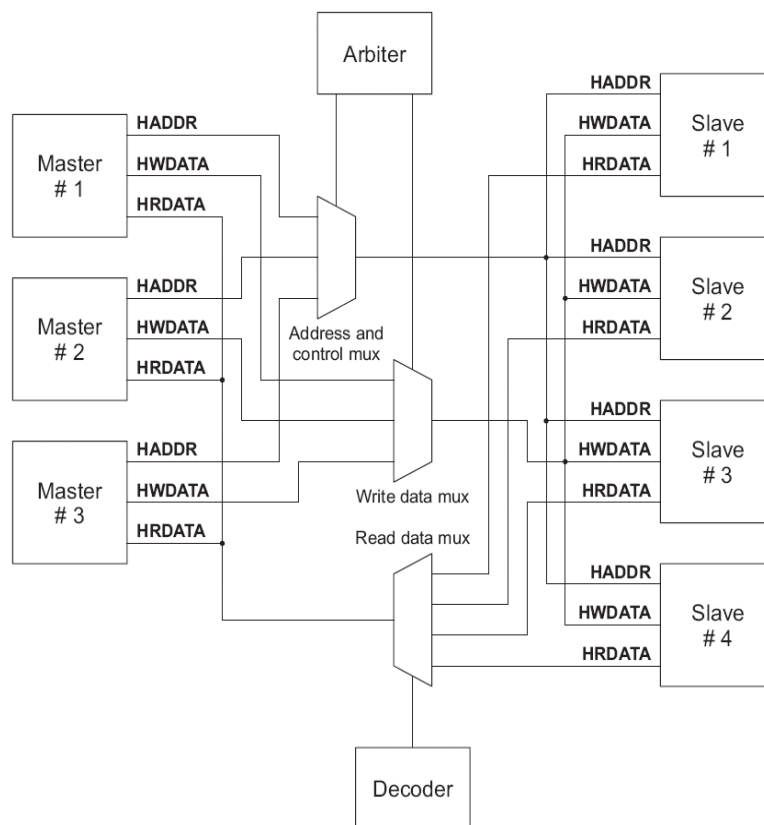 Arbiter
Master
# 1
HADDR
HWDATA
HRDATA
Master
# 2
HADDR
HWDATA
HRDATA
Master
# 3
HADDR
HWDATA
HRDATA
Address and
control mux
Write data mux
Read data mux
HADDR
HWDATA
HRDATA
Slave
# 1
HADDR
HWDATA
HRDATA
Slave
# 2
HADDR
HWDATA
HRDATA
Slave
# 3
HADDR
HWDATA
HRDATA
Slave
# 4
Decoder